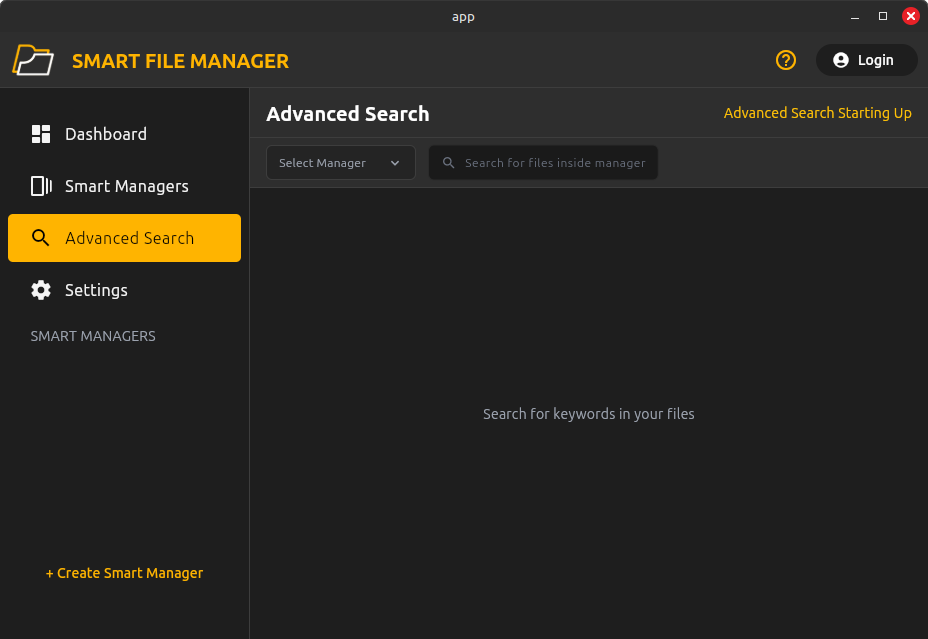 app
SMART FILE MANAGER
Login
Dashboard
Smart Managers
Advanced Search
Settings
SMART MANAGERS
+ Create Smart Manager
Advanced Search
Advanced Search Starting Up
Select Manager
Search for files inside manager
Search for keywords in your files